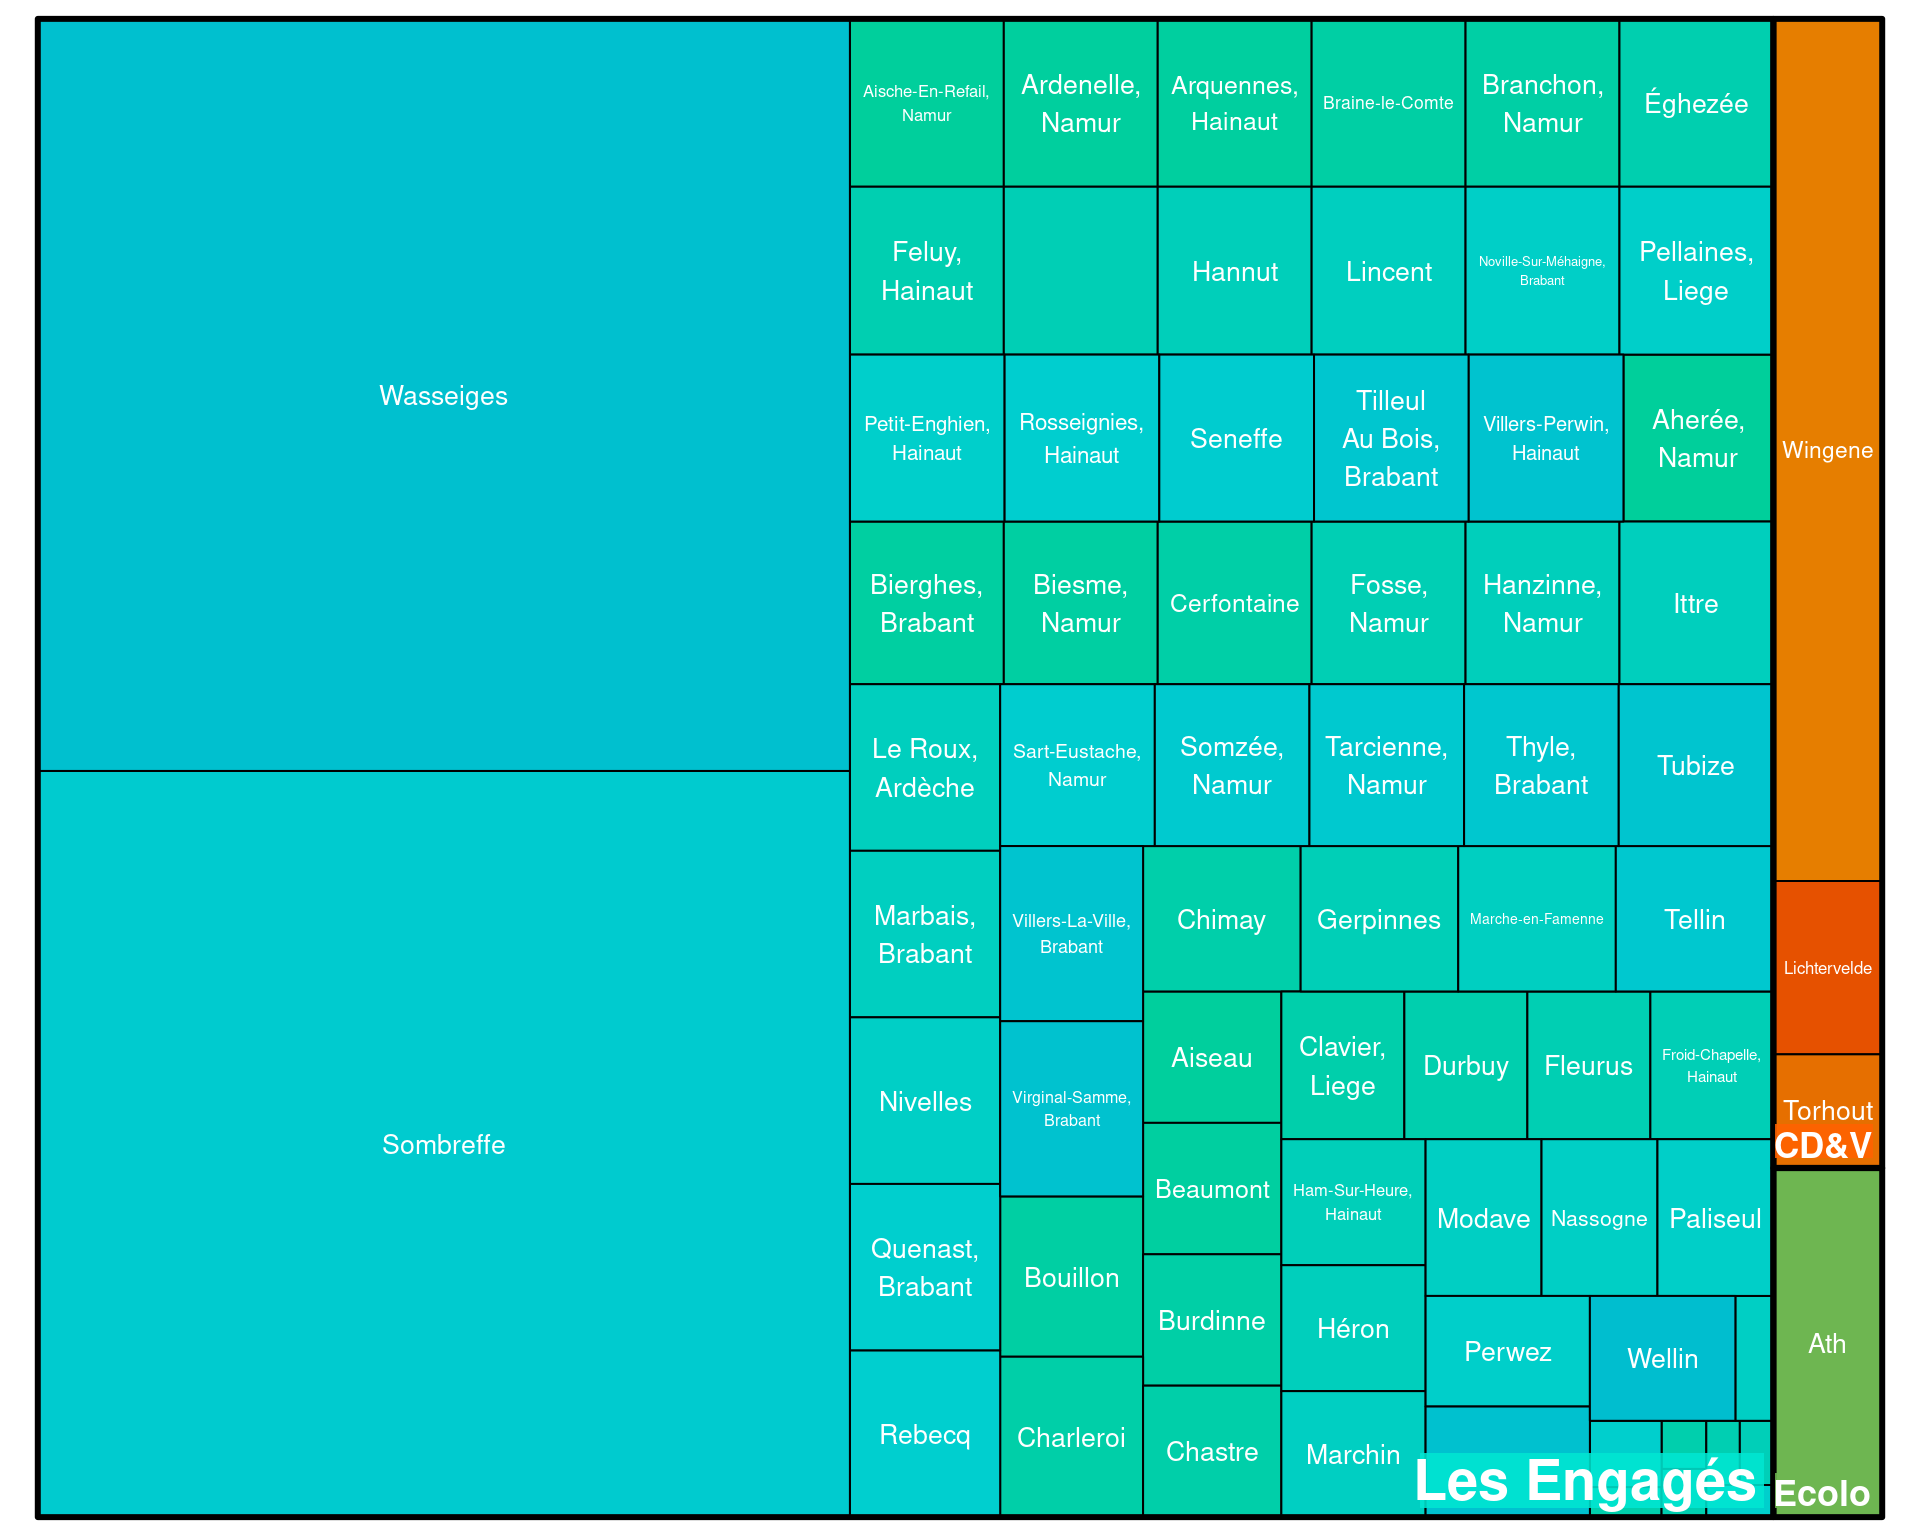 Wasseiges
Sombreffe
Aische-En-Refail,
Namur
Ardenelle,
Namur
Arquennes,
Hainaut
Braine-le-Comte
Branchon,
Namur
Éghezée
Feluy,
Hainaut
Hannut
Lincent
Noville-Sur-Méhaigne,
Brabant
Pellaines,
Liege
Petit-Enghien,
Hainaut
Rosseignies,
Hainaut
Seneffe
Tilleul
Au Bois,
Brabant
Villers-Perwin,
Hainaut
Aherée,
Namur
Bierghes,
Brabant
Biesme,
Namur
Cerfontaine
Fosse,
Namur
Hanzinne,
Namur
Ittre
Le Roux,
Ardèche
Sart-Eustache,
Namur
Somzée,
Namur
Tarcienne,
Namur
Thyle,
Brabant
Tubize
Marbais,
Brabant
Villers-La-Ville,
Brabant
Chimay
Gerpinnes
Marche-en-Famenne
Tellin
Nivelles
Virginal-Samme,
Brabant
Aiseau
Clavier,
Liege
Durbuy
Fleurus
Froid-Chapelle,
Hainaut
Beaumont
Ham-Sur-Heure,
Hainaut
Modave
Nassogne
Paliseul
Quenast,
Brabant
Bouillon
Burdinne
Héron
Perwez
Wellin
Rebecq
Charleroi
Chastre
Marchin
Les Engagés
Wingene
Lichtervelde
Torhout
CD&V
Ath
Ecolo